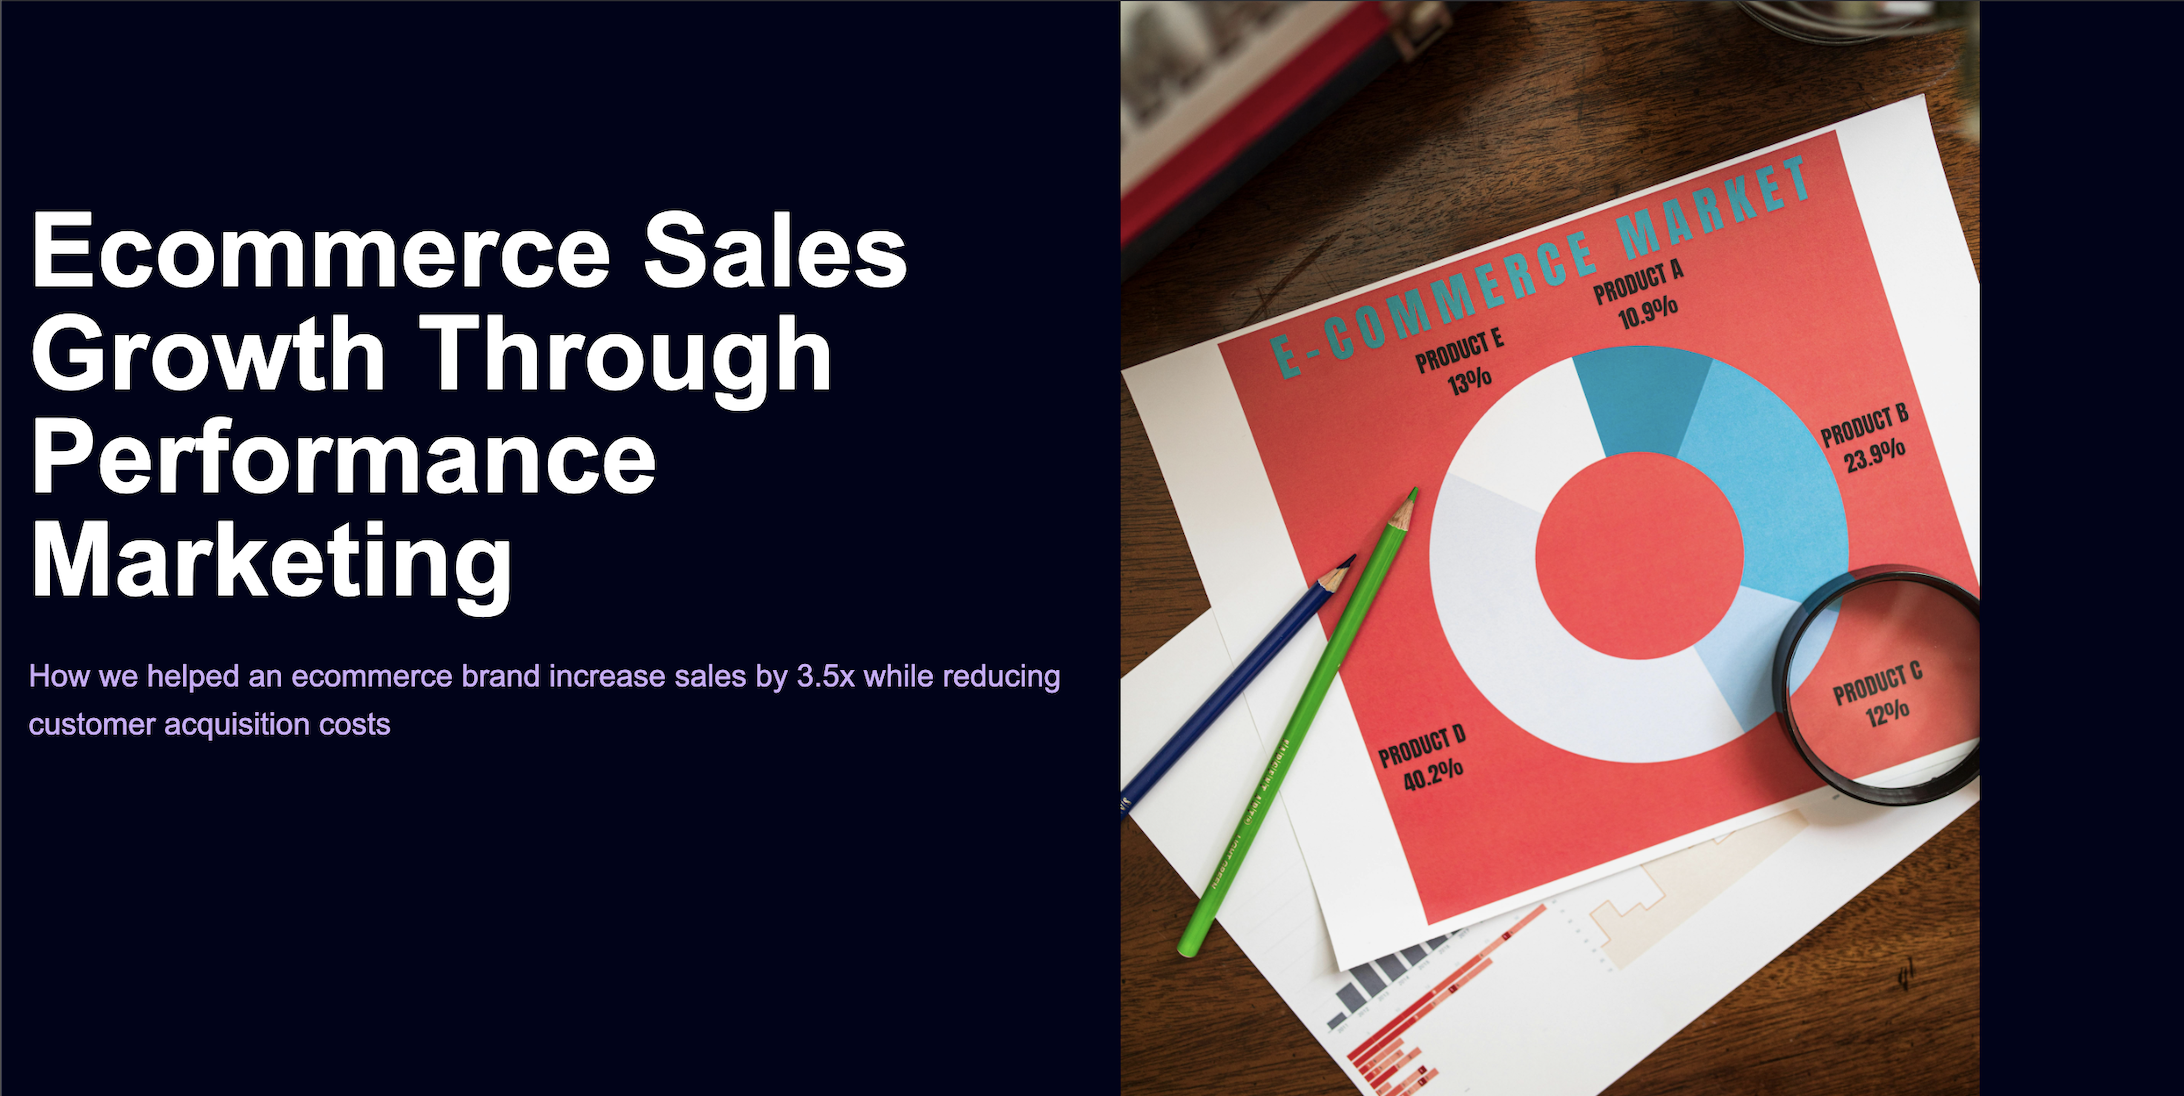 Ecommerce Sales
Growth Through
Performance
Marketing
How we helped an ecommerce brand increase sales by 3.5x while reducing
customer acquisition costs
E-COMMERCE MARKET
PRODUCT A
10.9%
PRODUCT E
13%
PRODUCT B
23.9%
PRODUCT C
12%
PRODUCT D
40.2%